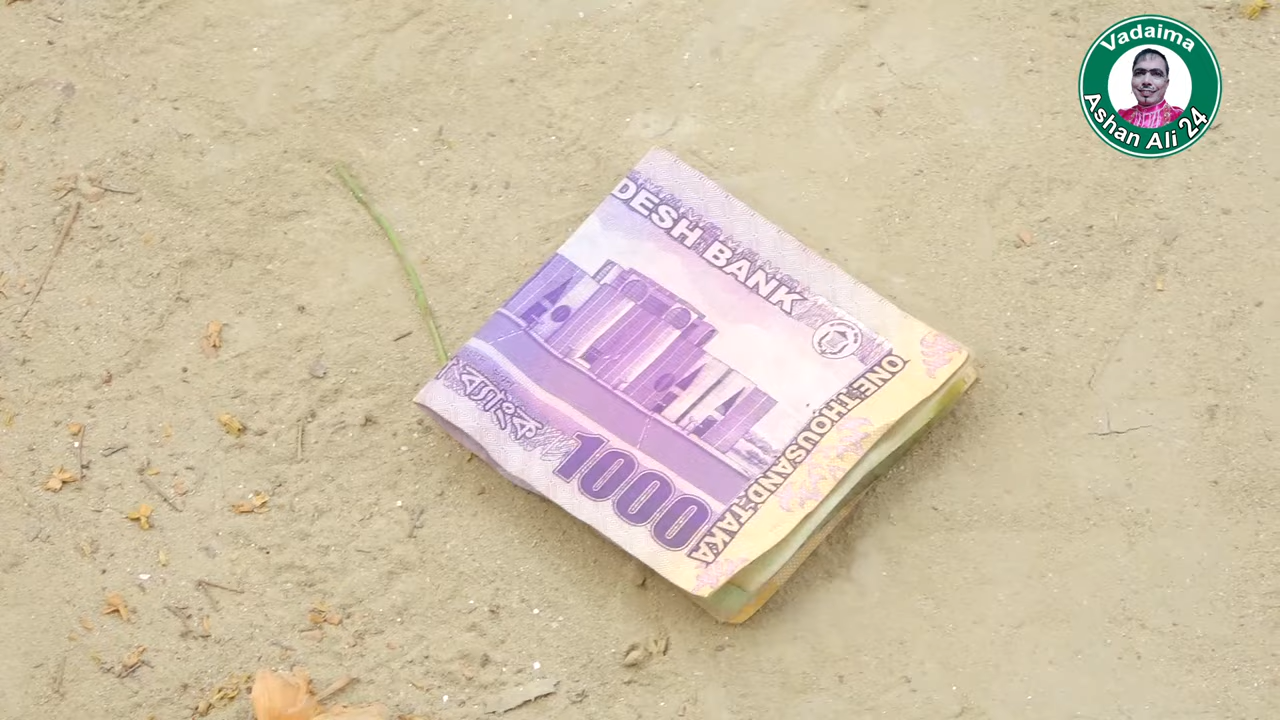 Vadaima
Ashan Ali 24
DESH BANK
ONE THOUSAND TAKA
1000